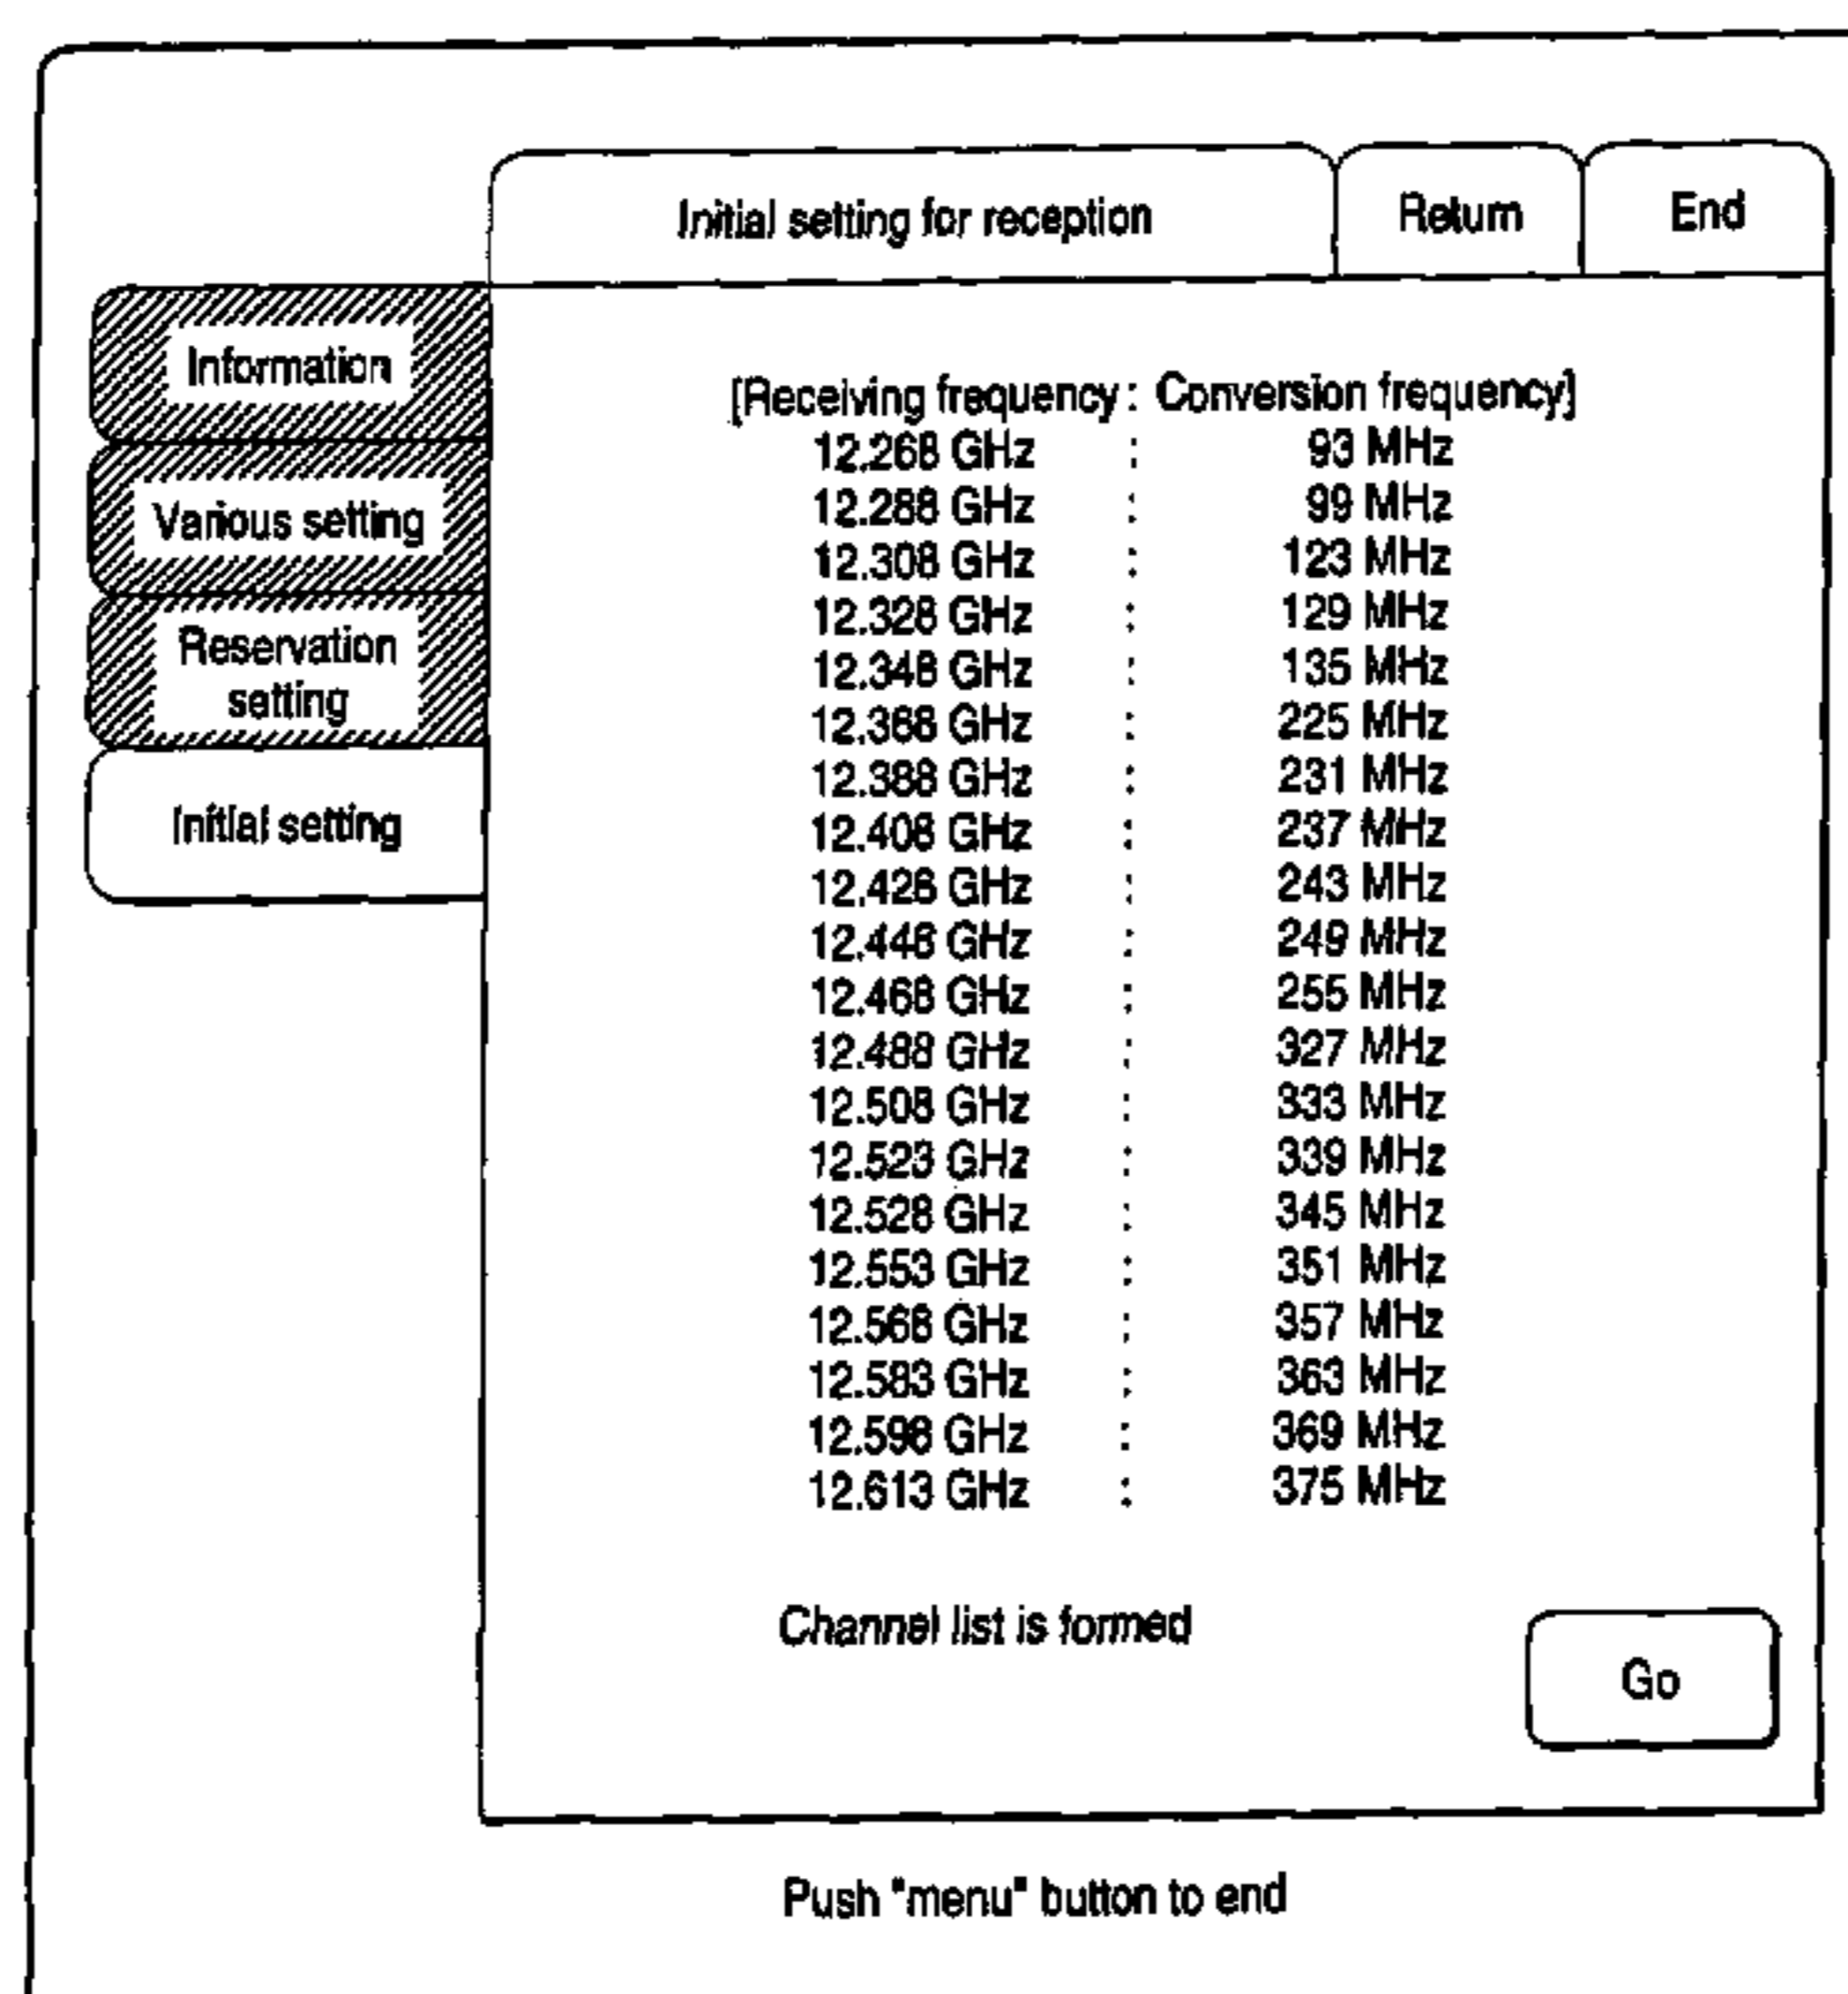 Initial setting for reception
Return
End
Information
Various setting
Reservation
setting
Initial setting
[Receiving frequency : Conversion frequency]
12.268 GHz : 93 MHz
12.288 GHz : 99 MHz
12.308 GHz : 123 MHz
12.328 GHz : 129 MHz
12.348 GHz : 135 MHz
12.368 GHz : 225 MHz
12.388 GHz : 231 MHz
12.408 GHz : 237 MHz
12.428 GHz : 243 MHz
12.448 GHz : 249 MHz
12.468 GHz : 255 MHz
12.488 GHz : 327 MHz
12.508 GHz : 333 MHz
12.523 GHz : 339 MHz
12.528 GHz : 345 MHz
12.553 GHz : 351 MHz
12.568 GHz : 357 MHz
12.583 GHz : 363 MHz
12.598 GHz : 369 MHz
12.613 GHz : 375 MHz
Channel list is formed
Go
Push "menu" button to end